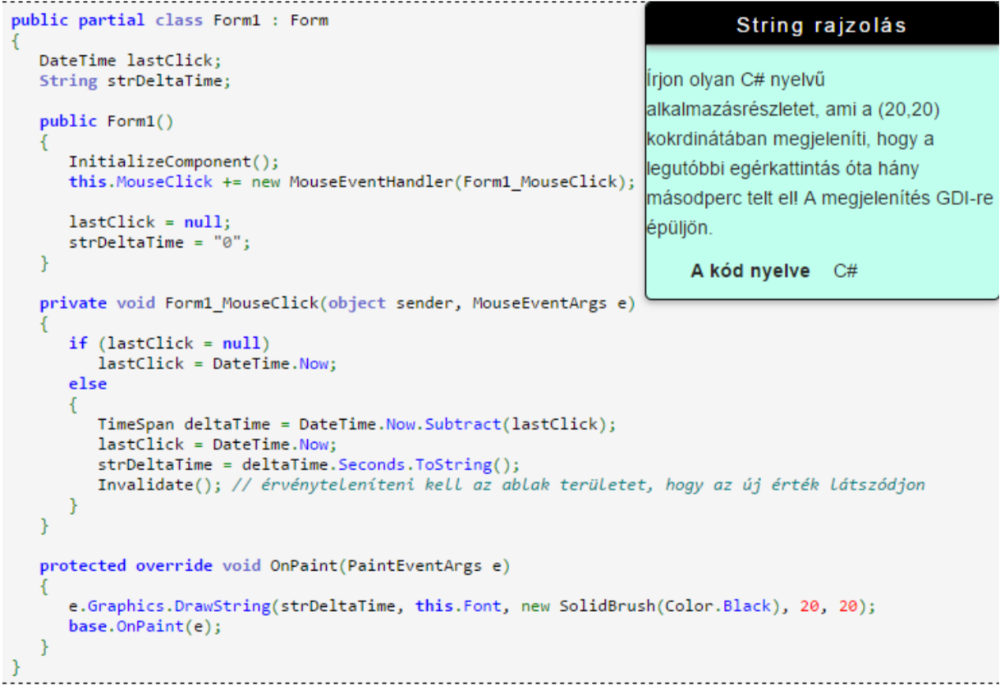 public partial class Form1 : Form
{
   DateTime lastClick;
   String strDeltaTime;

   public Form1()
   {
      InitializeComponent();
      this.MouseClick += new MouseEventHandler(Form1_MouseClick);

      lastClick = null;
      strDeltaTime = "0";
   }

   private void Form1_MouseClick(object sender, MouseEventArgs e)
   {
      if (lastClick = null)
         lastClick = DateTime.Now;
      else
      {
         TimeSpan deltaTime = DateTime.Now.Subtract(lastClick);
         lastClick = DateTime.Now;
         strDeltaTime = deltaTime.Seconds.ToString();
         Invalidate(); // érvényteleníteni kell az ablak területet, hogy az új érték látszódjon
      }
   }

   protected override void OnPaint(PaintEventArgs e)
   {
      e.Graphics.DrawString(strDeltaTime, this.Font, new SolidBrush(Color.Black), 20, 20);
      base.OnPaint(e);
   }
}
String rajzolás
Írjon olyan C# nyelvű
alkalmazásrészletet, ami a (20,20)
kokrdinátában megjeleníti, hogy a
legutóbbi egérkattintás óta hány
másodperc telt el! A megjelenítés GDI-re
épüljön.
A kód nyelve C#